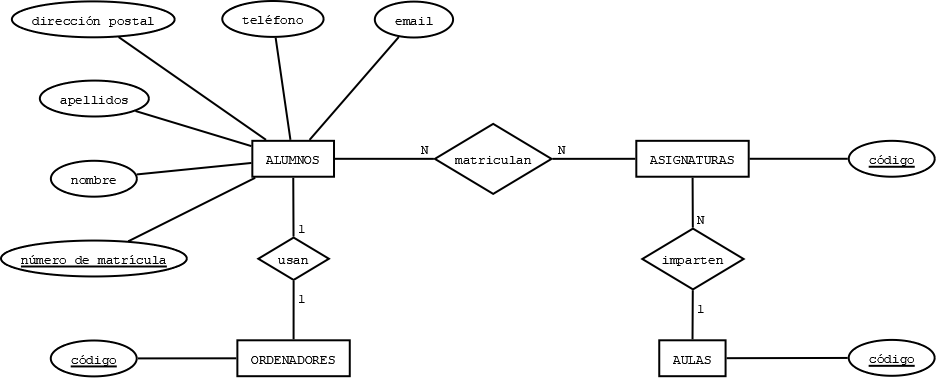 dirección postal
teléfono
email
apellidos
ALUMNOS
N
matriculan
N
ASIGNATURAS
código
nombre
número de matrícula
1
usan
1
N
imparten
1
código
ORDENADORES
AULAS
código